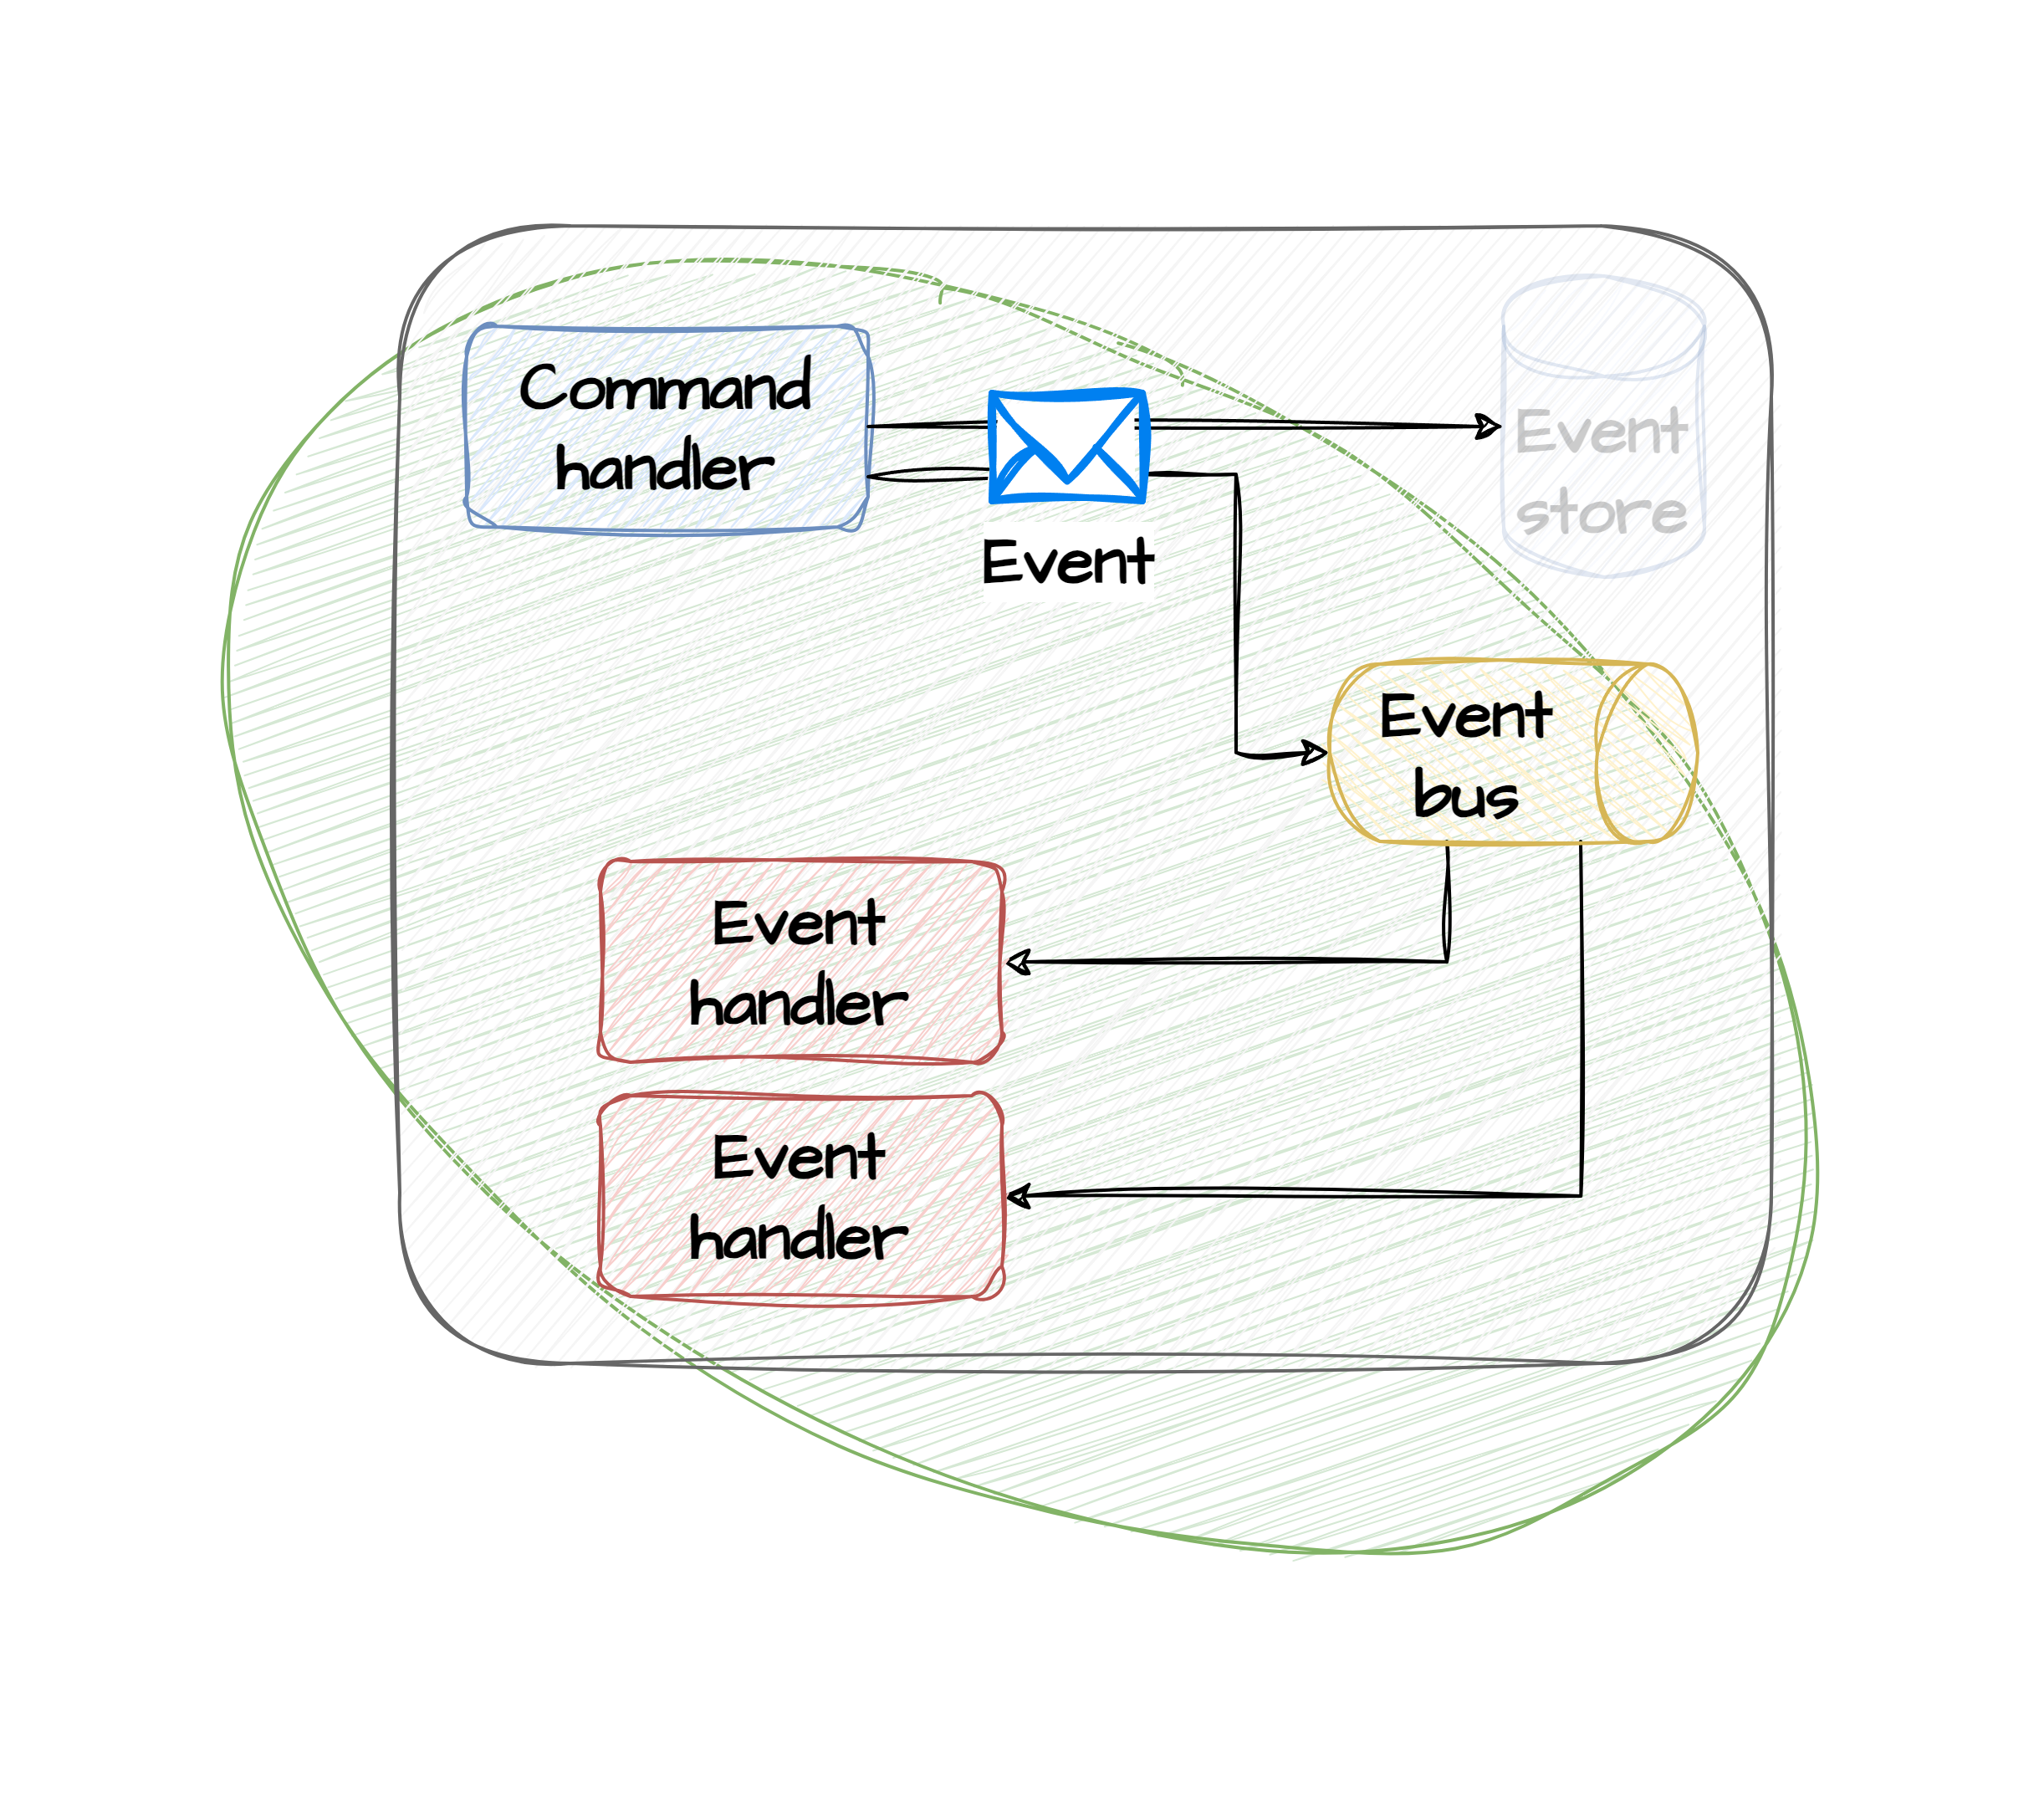 Command
handler
Event
Event
store
Event
bus
Event
handler
Event
handler